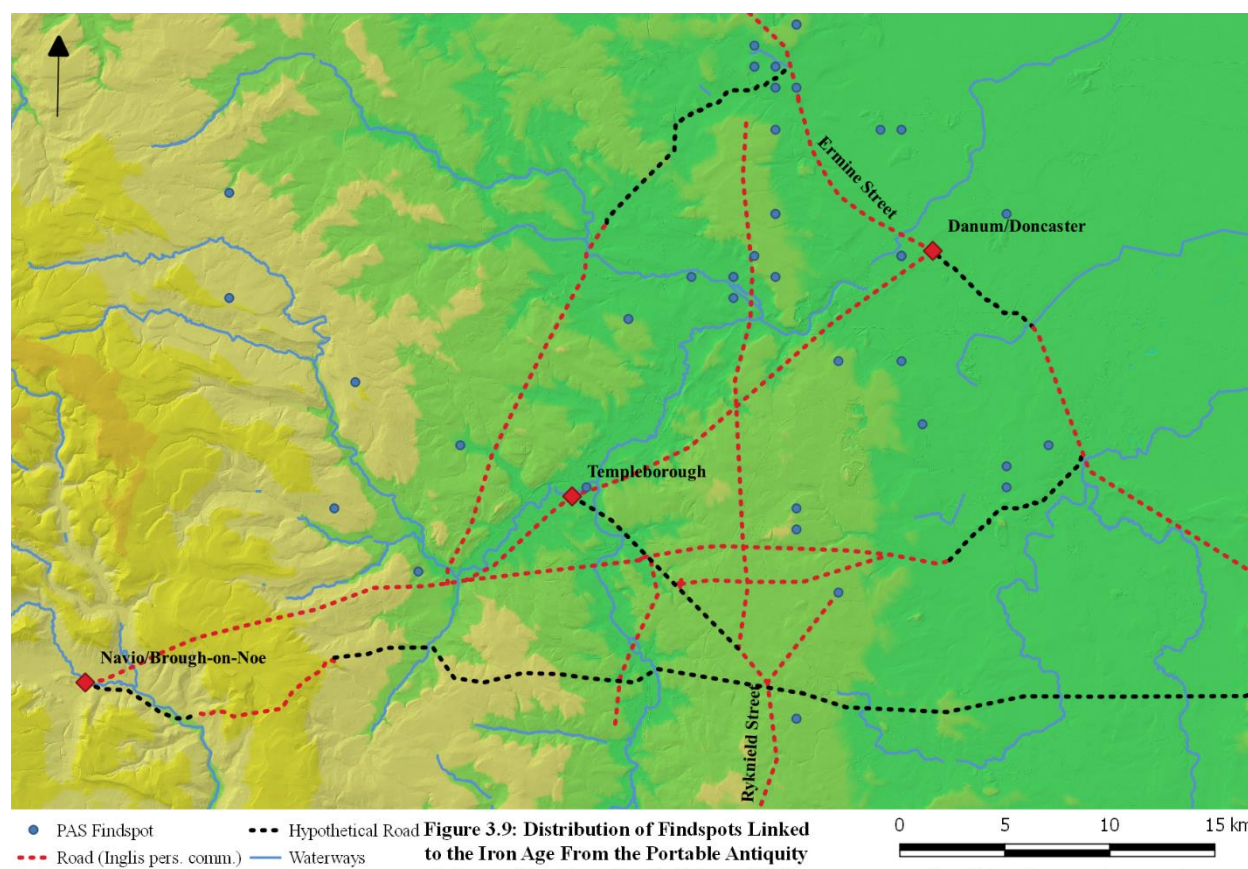 Ermine Street
Danum/Doncaster
Templeborough
Navio/Brough-on-Noe
Ryknield Street
PAS Findspot
Hypothetical Road
Road (Inglis pers. comm.)
Waterways
Figure 3.9: Distribution of Findspots Linked
to the Iron Age From the Portable Antiquity
0 5 10 15 km